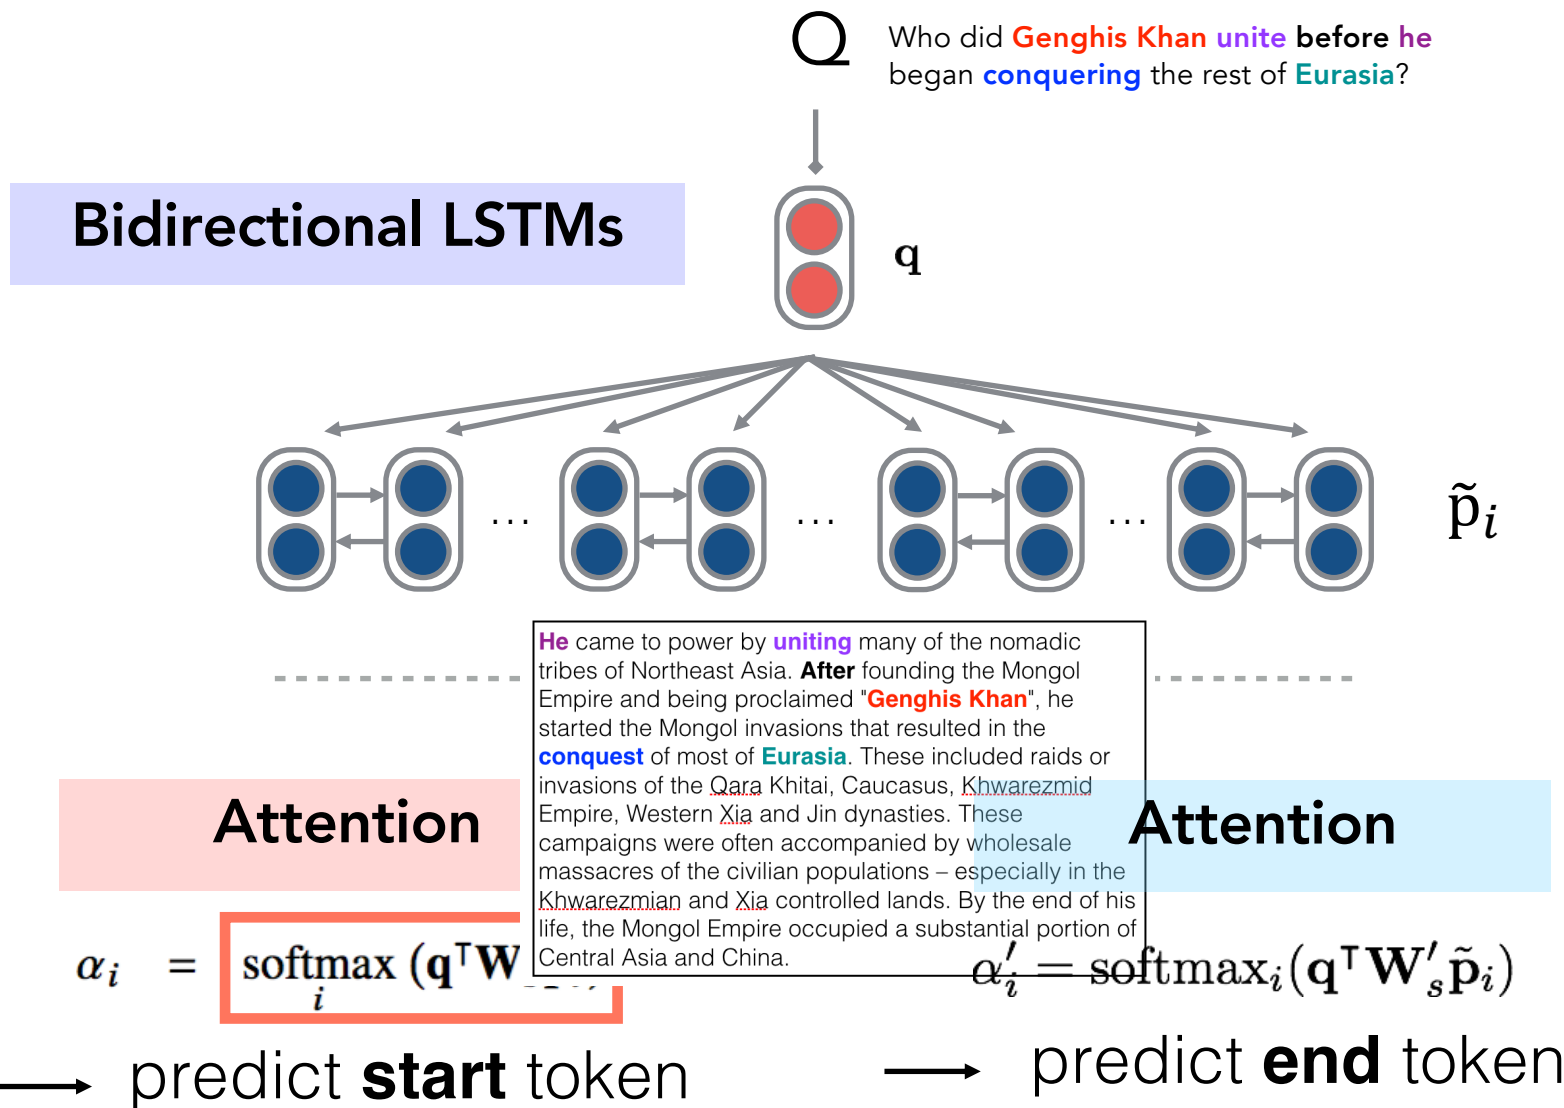 Q
Who did Genghis Khan unite before he
began conquering the rest of Eurasia?
Bidirectional LSTMs
q
... ... ...
p̃ᵢ
He came to power by uniting many of the nomadic
tribes of Northeast Asia. After founding the Mongol
Empire and being proclaimed "Genghis Khan", he
started the Mongol invasions that resulted in the
conquest of most of Eurasia. These included raids or
invasions of the Qara Khitai, Caucasus, Khwarezmid
Empire, Western Xia and Jin dynasties. These
campaigns were often accompanied by wholesale
massacres of the civilian populations – especially in the
Khwarezmian and Xia controlled lands. By the end of his
life, the Mongol Empire occupied a substantial portion of
Central Asia and China.
Attention
αᵢ = softmaxᵢ (q⊤W
predict start token
Attention
α′ᵢ = softmaxᵢ(q⊤W′ₛp̃ᵢ)
predict end token